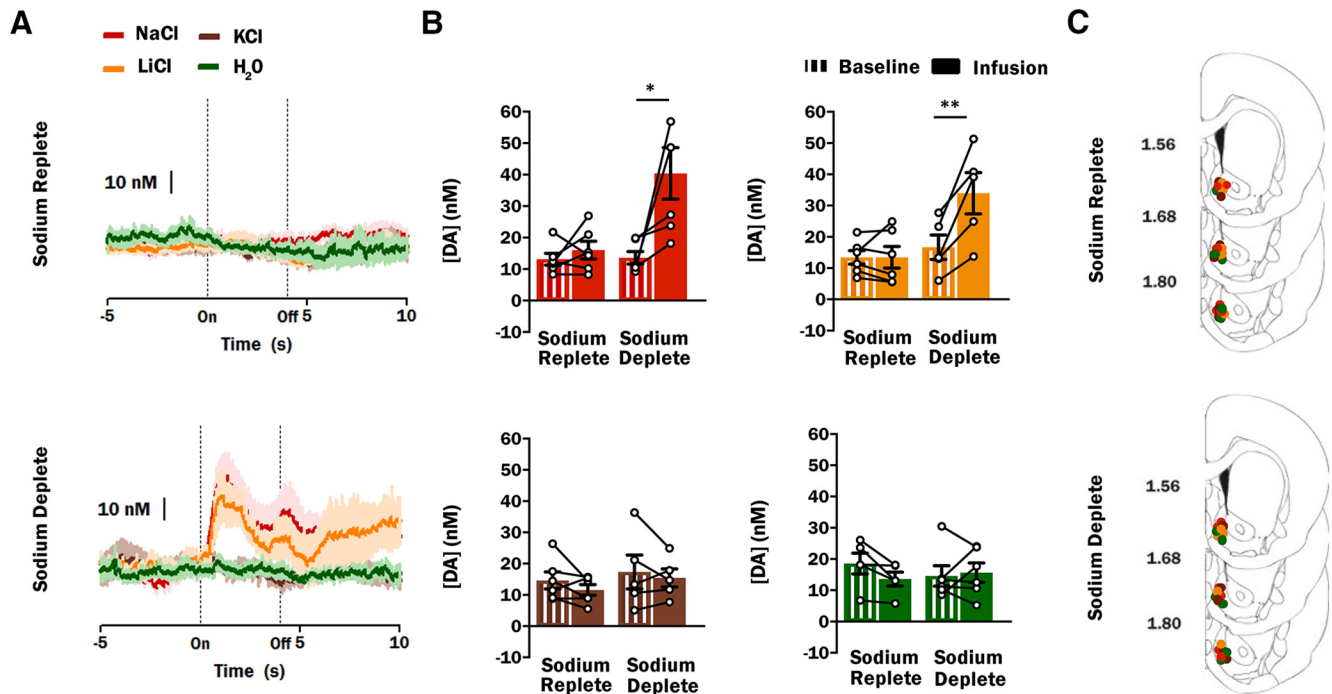 A
NaCl
KCl
LiCl
H2O
Sodium Replete
10 nM
-5
On
Off
5
10
Time (s)
Sodium Deplete
10 nM
-5
On
Off
5
10
Time (s)
B
Baseline
Infusion
[DA] (nM)
60
50
40
30
20
10
0
-10
*
Sodium
Replete
Sodium
Deplete
[DA] (nM)
60
50
40
30
20
10
0
-10
**
Sodium
Replete
Sodium
Deplete
[DA] (nM)
60
50
40
30
20
10
0
-10
Sodium
Replete
Sodium
Deplete
[DA] (nM)
60
50
40
30
20
10
0
-10
Sodium
Replete
Sodium
Deplete
C
Sodium Replete
1.56
1.68
1.80
Sodium Deplete
1.56
1.68
1.80